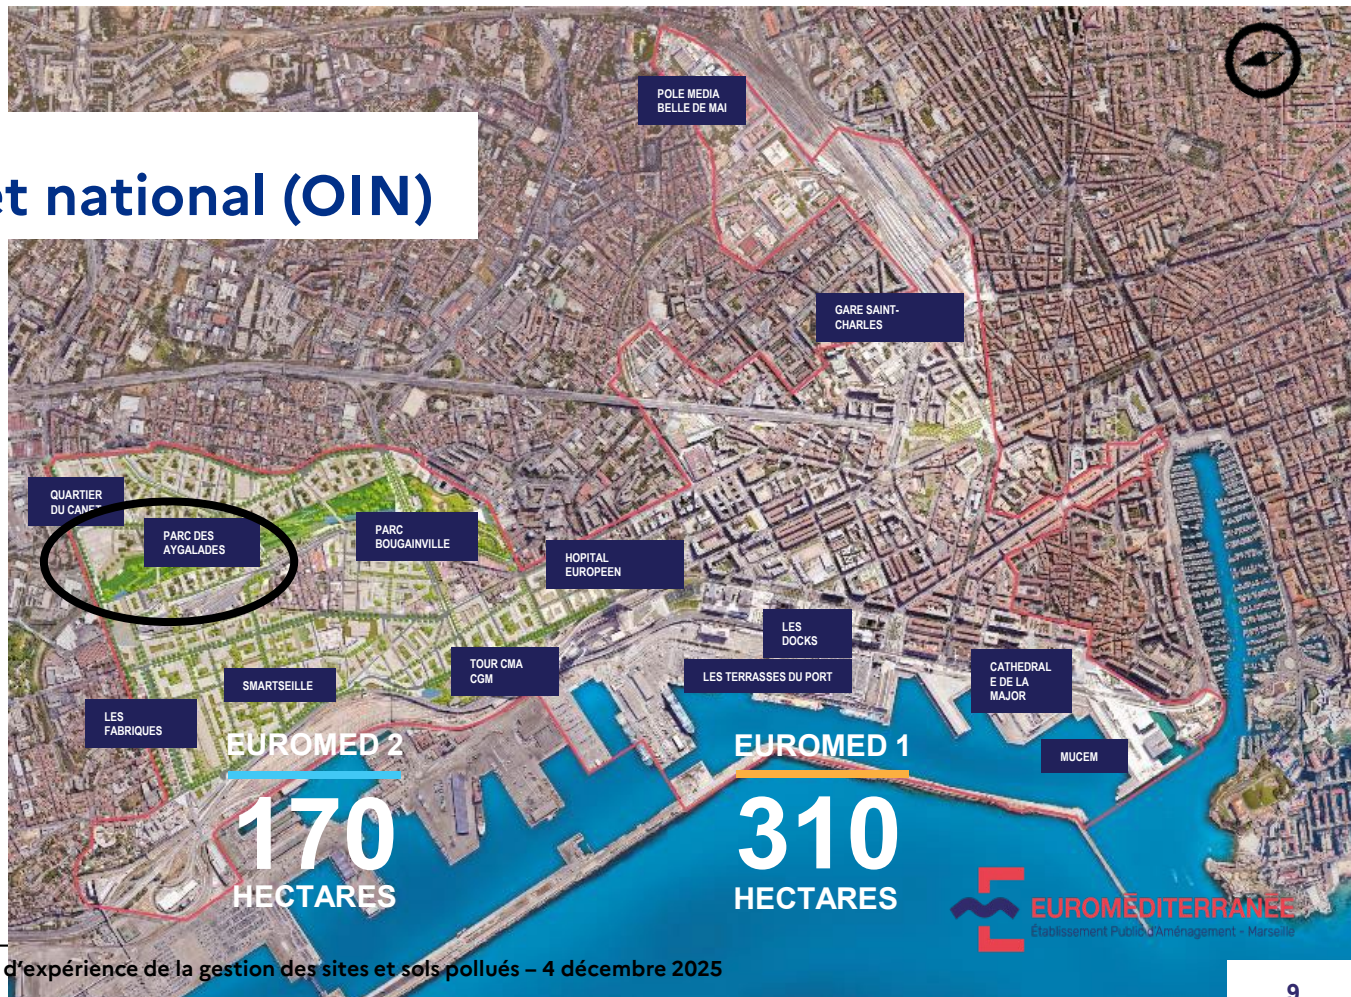 POLE MEDIA
BELLE DE MAI
national (OIN)
GARE SAINT-
CHARLES
QUARTIER
DU CANET
PARC DES
AYGALADES
PARC
BOUGAINVILLE
HOPITAL
EUROPEEN
LES
DOCKS
TOUR CMA
CGM
LES TERRASSES DU PORT
CATHEDRAL
E DE LA
MAJOR
SMARTSEILLE
LES
FABRIQUES
MUCEM
EUROMED 2
170
HECTARES
EUROMED 1
310
HECTARES
EUROMÉDITERRANÉE
Établissement Public d'Aménagement - Marseille
d'expérience de la gestion des sites et sols pollués – 4 décembre 2025
9